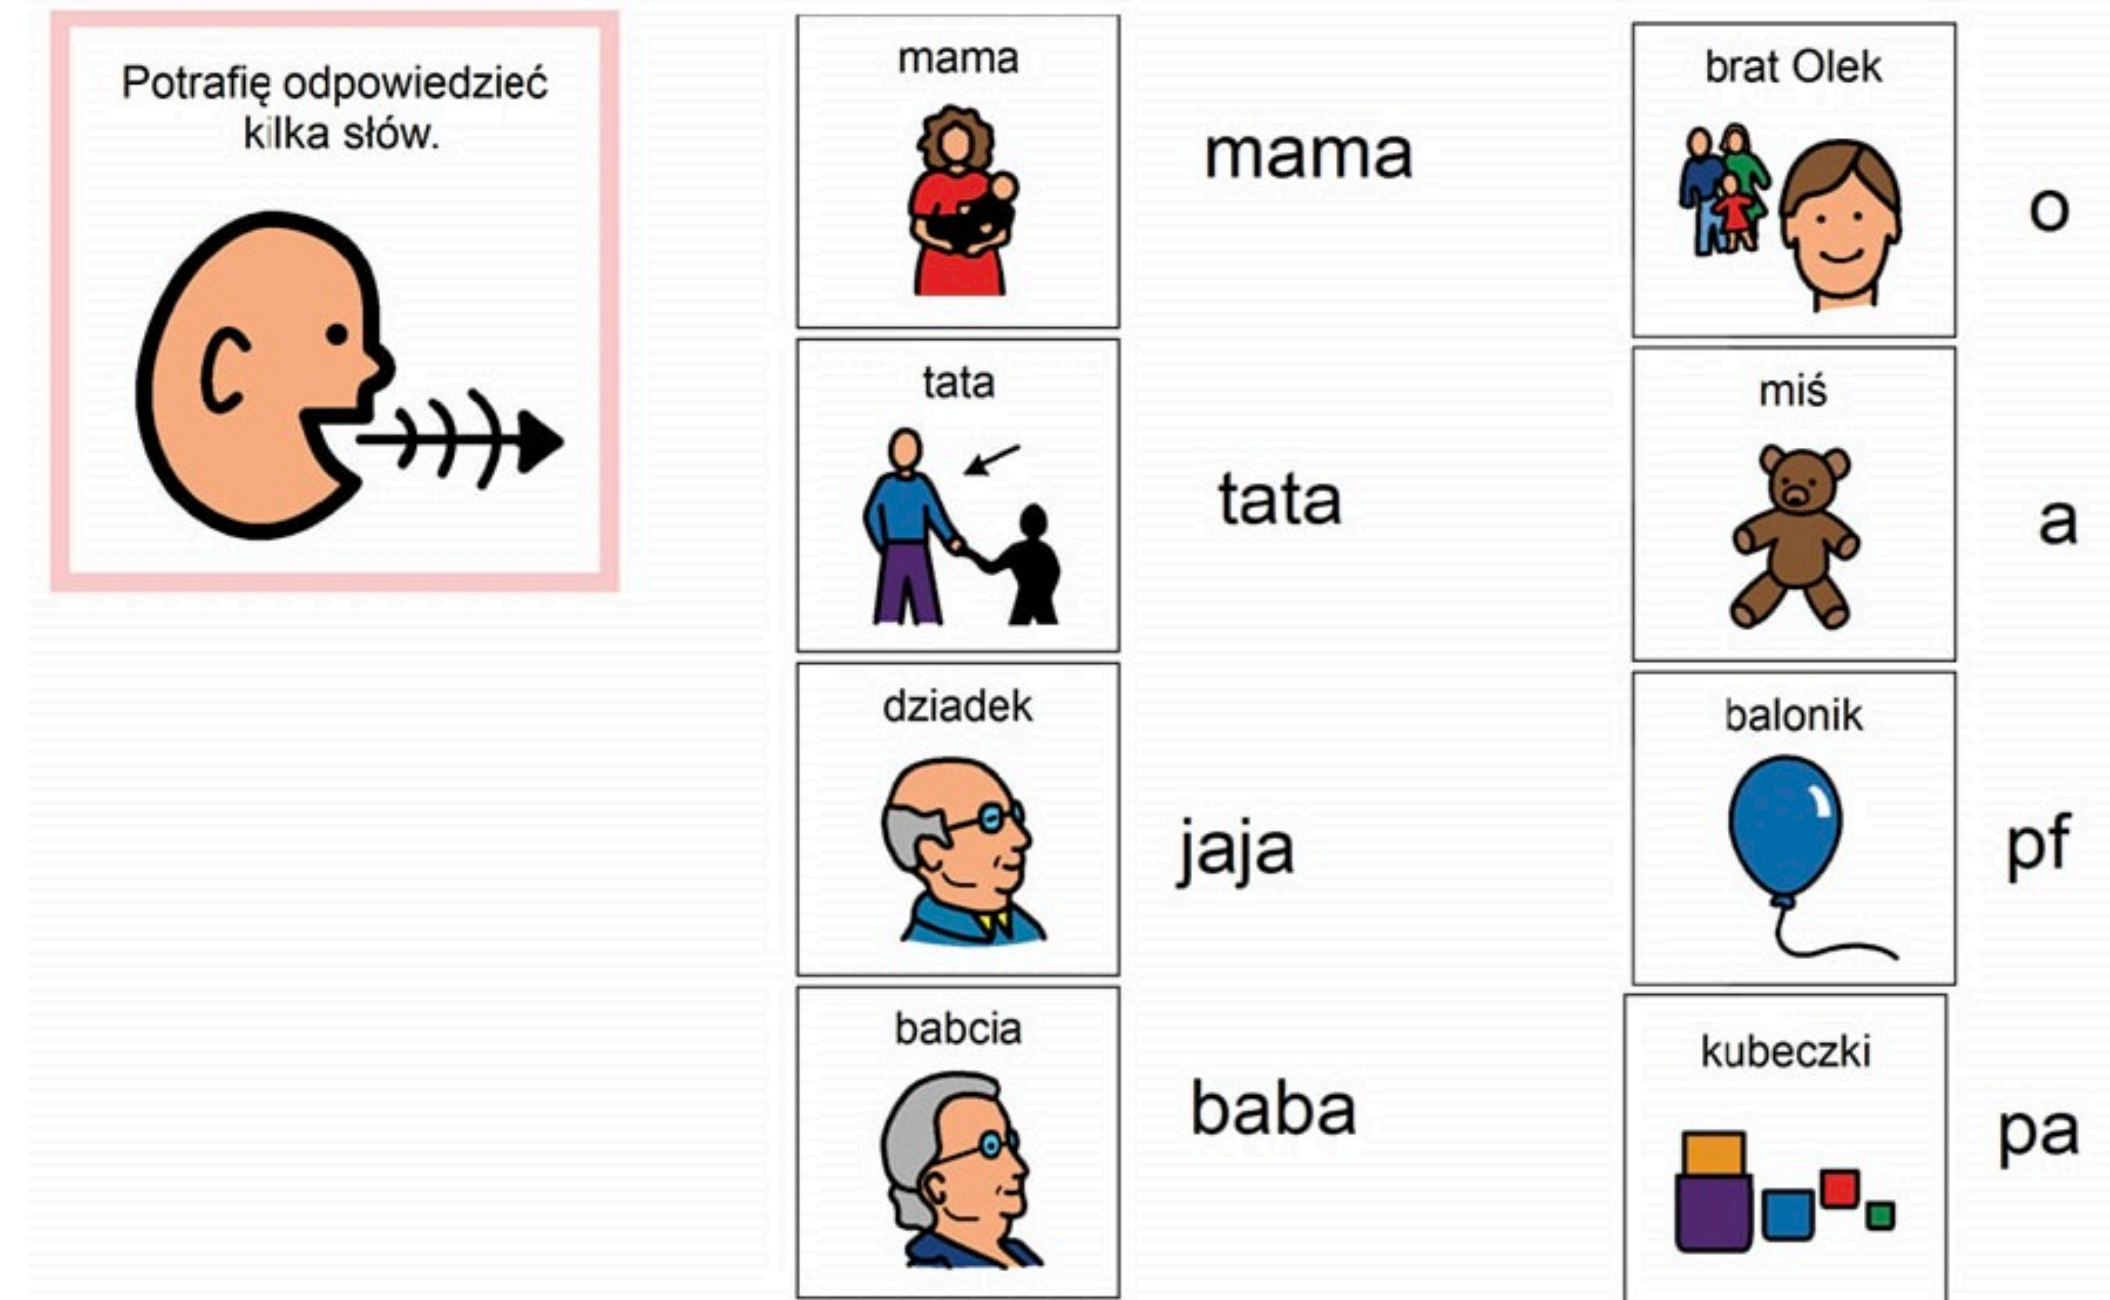 Potrafię odpowiedzieć
kilka słów.
mama
mama
tata
tata
dziadek
jaja
babcia
baba
brat Olek
o
miś
a
balonik
pf
kubeczki
pa